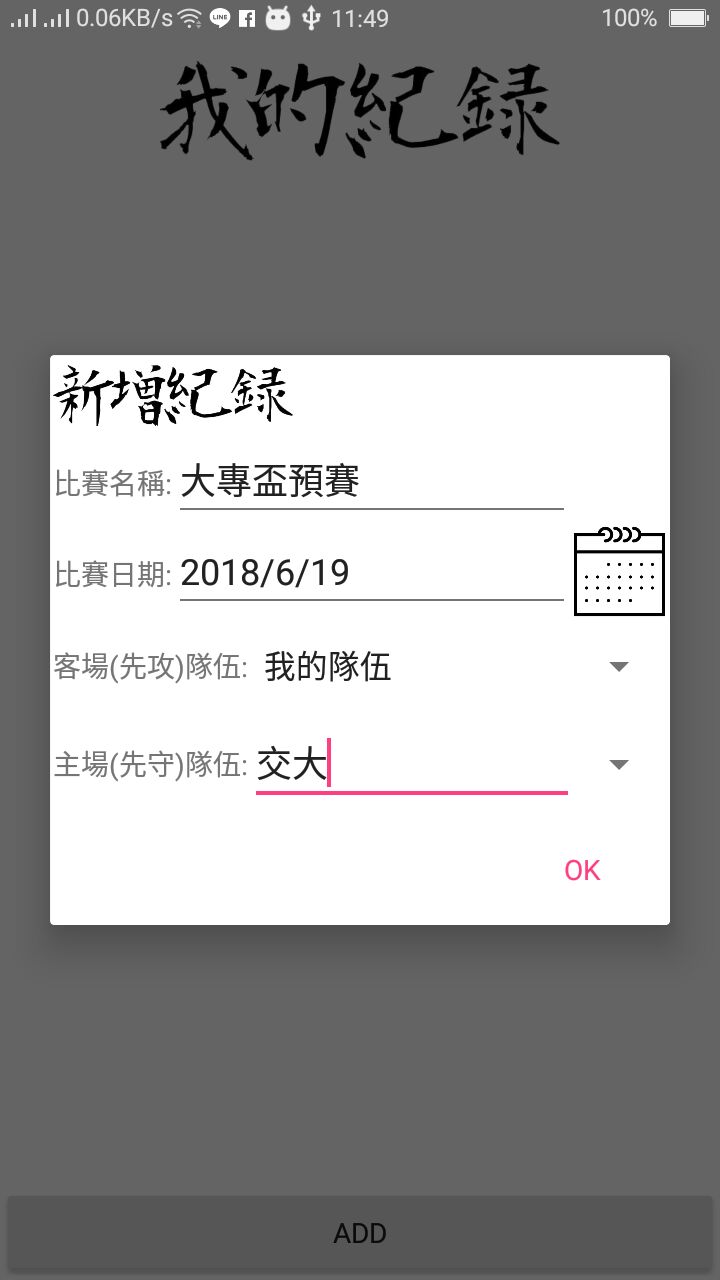 0.06KB/s LINE 11:49 100%
我的紀録
新增紀録
比賽名稱: 大專盃預賽
比賽日期: 2018/6/19
客場(先攻)隊伍: 我的隊伍
主場(先守)隊伍: 交大
OK
ADD